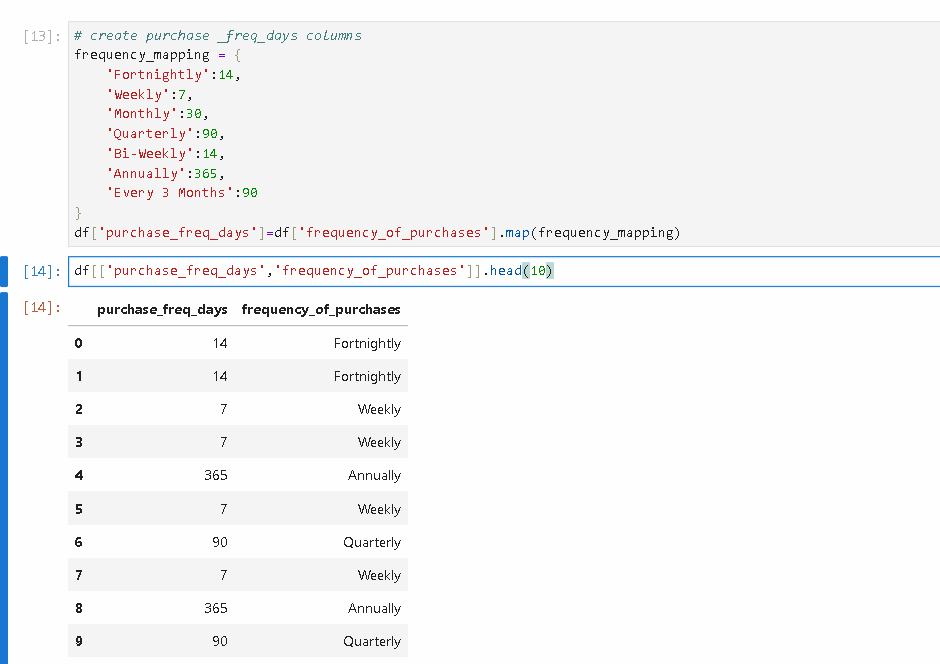 [13]: # create purchase _freq_days columns
frequency_mapping = {
'Fortnightly':14,
'Weekly':7,
'Monthly':30,
'Quarterly':90,
'Bi-Weekly':14,
'Annually':365,
'Every 3 Months':90
}
df['purchase_freq_days']=df['frequency_of_purchases'].map(frequency_mapping)
[14]: df[['purchase_freq_days','frequency_of_purchases']].head(10)
[14]: purchase_freq_days frequency_of_purchases
0 14 Fortnightly
1 14 Fortnightly
2 7 Weekly
3 7 Weekly
4 365 Annually
5 7 Weekly
6 90 Quarterly
7 7 Weekly
8 365 Annually
9 90 Quarterly